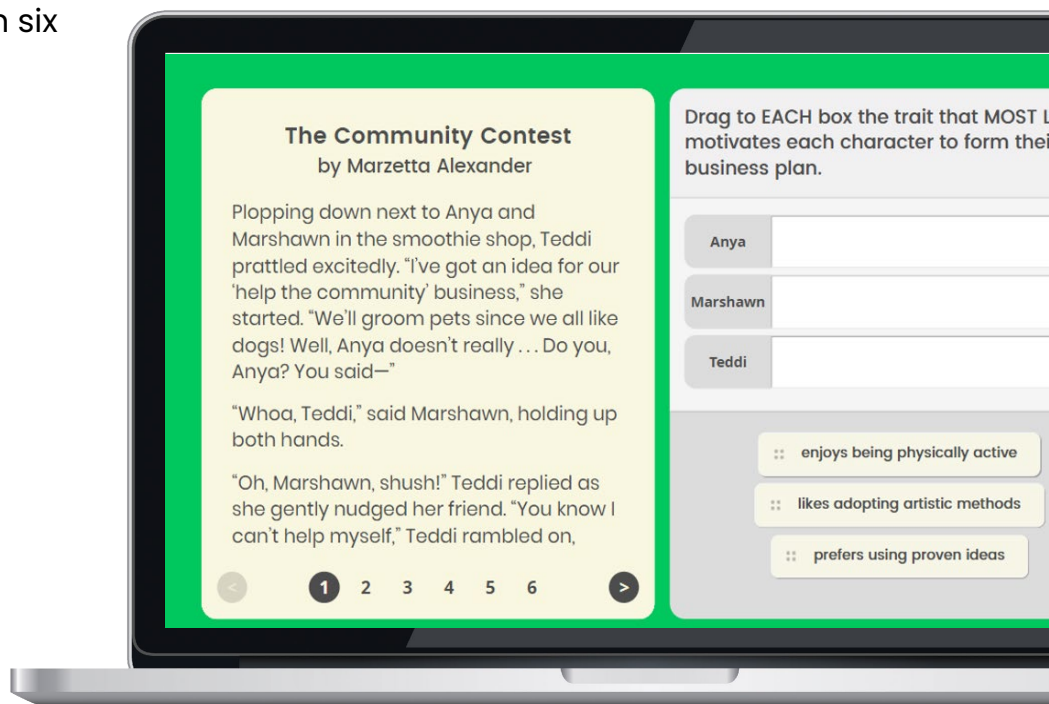 six
The Community Contest
by Marzetta Alexander
Plopping down next to Anya and
Marshawn in the smoothie shop, Teddi
prattled excitedly. “I’ve got an idea for our
‘help the community’ business,” she
started. “We’ll groom pets since we all like
dogs! Well, Anya doesn’t really . . . Do you,
Anya? You said—”
“Whoa, Teddi,” said Marshawn, holding up
both hands.
“Oh, Marshawn, shush!” Teddi replied as
she gently nudged her friend. “You know I
can’t help myself,” Teddi rambled on,
< 1 2 3 4 5 6 >
Drag to EACH box the trait that MOST
motivates each character to form
business plan.
Anya
Marshawn
Teddi
enjoys being physically active
likes adopting artistic methods
prefers using proven ideas